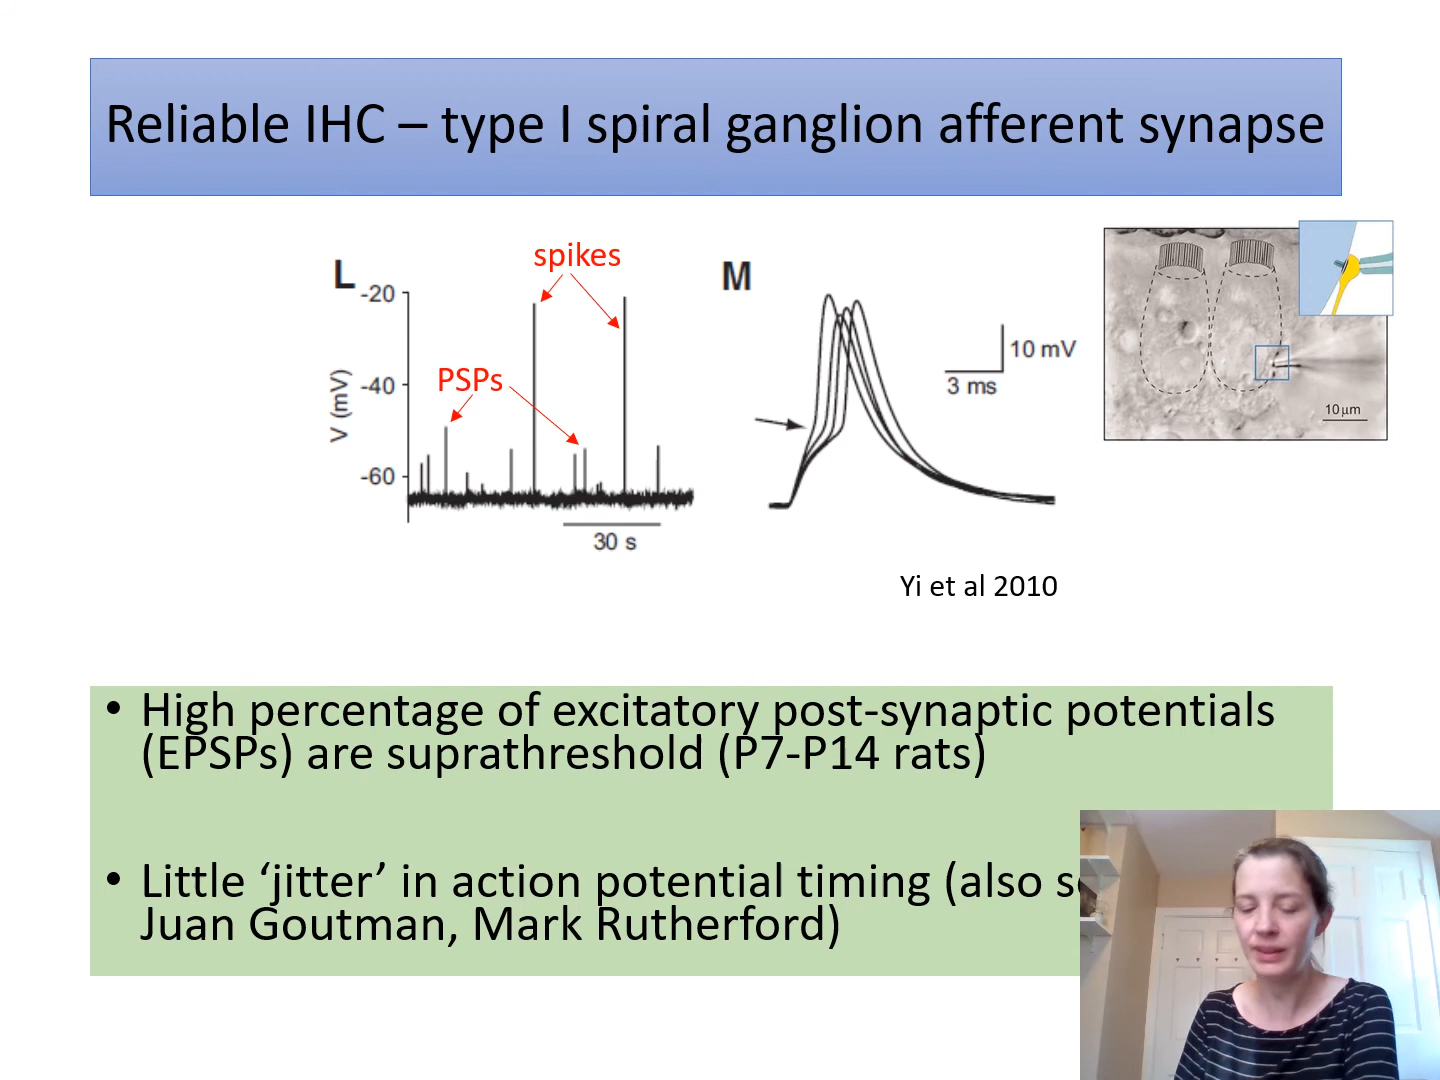 Reliable IHC – type I spiral ganglion afferent synapse
spikes
L
-20
PSPs
-40
V (mV)
-60
30 s
M
10 mV
3 ms
10 µm
Yi et al 2010
• High percentage of excitatory post-synaptic potentials
(EPSPs) are suprathreshold (P7-P14 rats)
• Little ‘jitter’ in action potential timing (also
Juan Goutman, Mark Rutherford)